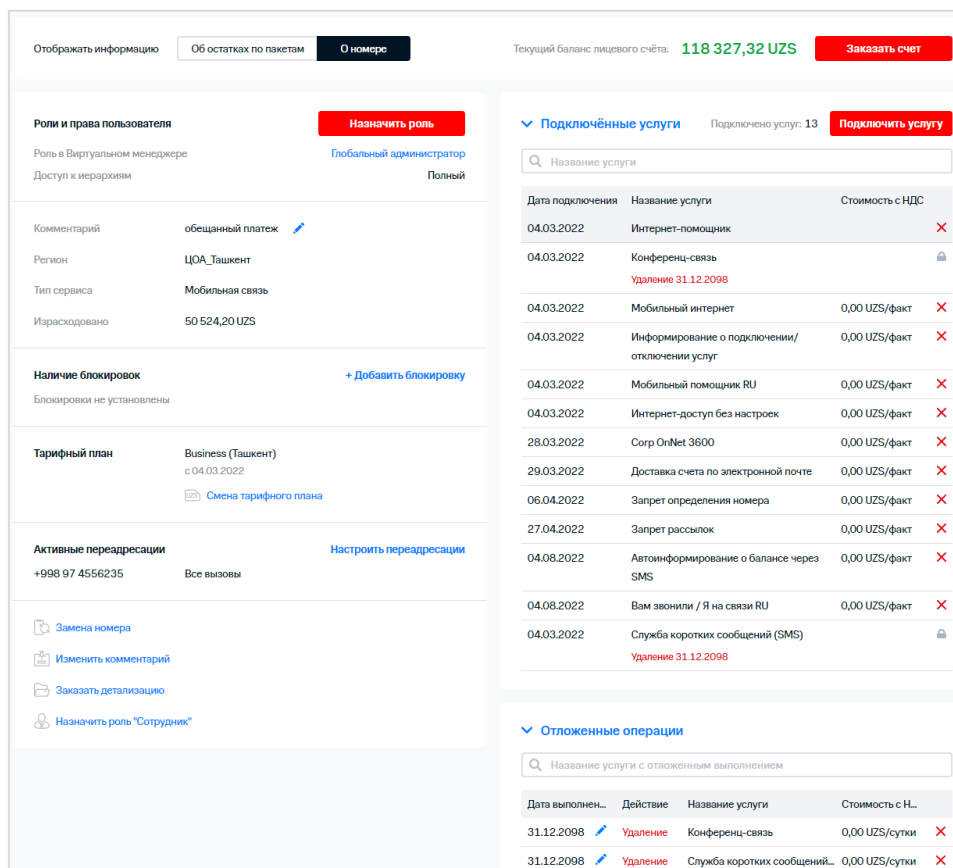 Отображать информацию Об остатках по пакетам О номере Текущий баланс лицевого счёта: 118 327,32 UZS Заказать счет
Роли и права пользователя Назначить роль
Роль в Виртуальном менеджере Глобальный администратор
Доступ к иерархиям Полный
Комментарий обещанный платеж
Регион ЦОА_Ташкент
Тип сервиса Мобильная связь
Израсходовано 50 524,20 UZS
Наличие блокировок + Добавить блокировку
Блокировки не установлены
Тарифный план Business (Ташкент)
с 04.03.2022
UZS Смена тарифного плана
Активные переадресации Настроить переадресации
+998 97 4556235 Все вызовы
Замена номера
Изменить комментарий
Заказать детализацию
Назначить роль "Сотрудник"
Подключённые услуги Подключено услуг: 13 Подключить услугу
Название услуги
Дата подключения Название услуги Стоимость с НДС
04.03.2022 Интернет-помощник
04.03.2022 Конференц-связь
Удаление 31.12.2098
04.03.2022 Мобильный интернет 0,00 UZS/факт
04.03.2022 Информирование о подключении/ 0,00 UZS/факт
отключении услуг
04.03.2022 Мобильный помощник RU 0,00 UZS/факт
04.03.2022 Интернет-доступ без настроек 0,00 UZS/факт
28.03.2022 Corp OnNet 3600 0,00 UZS/факт
29.03.2022 Доставка счета по электронной почте 0,00 UZS/факт
06.04.2022 Запрет определения номера 0,00 UZS/факт
27.04.2022 Запрет рассылок 0,00 UZS/факт
04.08.2022 Автоинформирование о балансе через 0,00 UZS/факт
SMS
04.08.2022 Вам звонили / Я на связи RU 0,00 UZS/факт
04.03.2022 Служба коротких сообщений (SMS)
Удаление 31.12.2098
Отложенные операции
Название услуги с отложенным выполнением
Дата выполнен... Действие Название услуги Стоимость с Н...
31.12.2098 Удаление Конференц-связь 0,00 UZS/сутки
31.12.2098 Удаление Служба коротких сообщений... 0,00 UZS/сутки